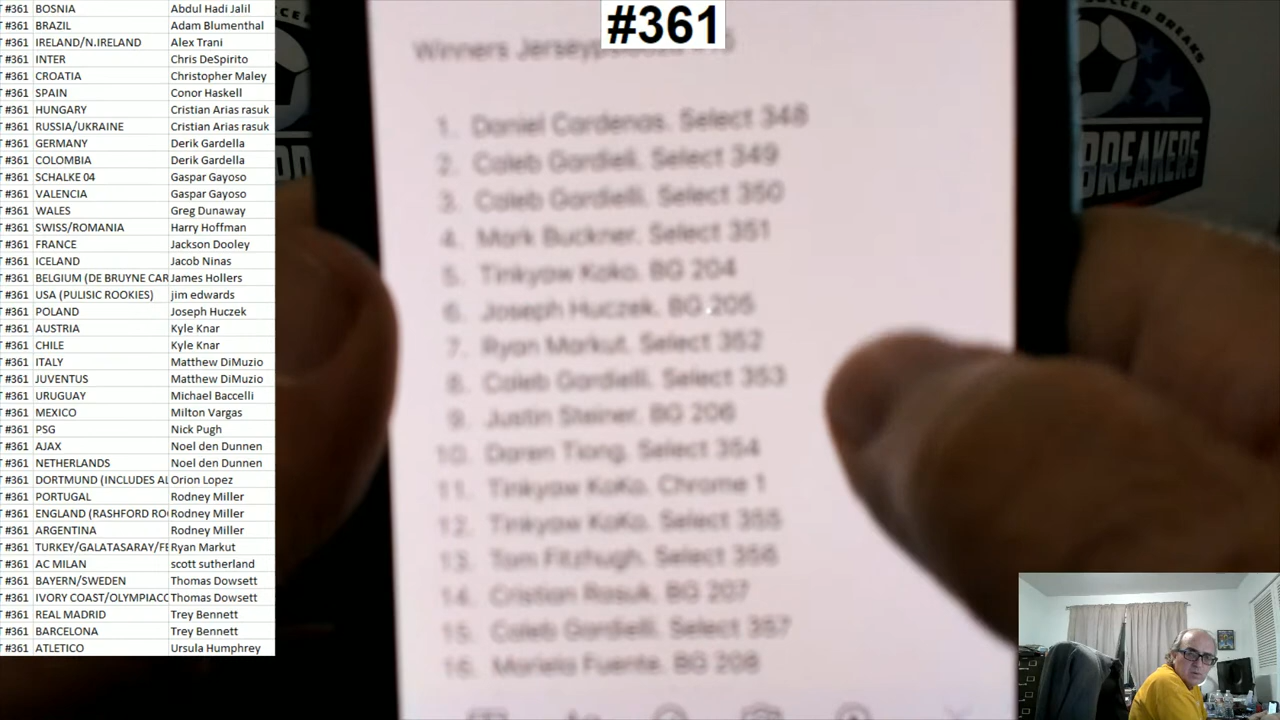 #361
T #361 BOSNIA Abdul Hadi Jalil
T #361 BRAZIL Adam Blumenthal
T #361 IRELAND/N.IRELAND Alex Trani
T #361 INTER Chris DeSpirito
T #361 CROATIA Christopher Maley
T #361 SPAIN Conor Haskell
T #361 HUNGARY Cristian Arias rasuk
T #361 RUSSIA/UKRAINE Cristian Arias rasuk
T #361 GERMANY Derik Gardella
T #361 COLOMBIA Derik Gardella
T #361 SCHALKE 04 Gaspar Gayoso
T #361 VALENCIA Gaspar Gayoso
T #361 WALES Greg Dunaway
T #361 SWISS/ROMANIA Harry Hoffman
T #361 FRANCE Jackson Dooley
T #361 ICELAND Jacob Ninas
T #361 BELGIUM (DE BRUYNE CAR James Hollers
T #361 USA (PULISIC ROOKIES) jim edwards
T #361 POLAND Joseph Huczek
T #361 AUSTRIA Kyle Knar
T #361 CHILE Kyle Knar
T #361 ITALY Matthew DiMuzio
T #361 JUVENTUS Matthew DiMuzio
T #361 URUGUAY Michael Baccelli
T #361 MEXICO Milton Vargas
T #361 PSG Nick Pugh
T #361 AJAX Noel den Dunnen
T #361 NETHERLANDS Noel den Dunnen
T #361 DORTMUND (INCLUDES AL Orion Lopez
T #361 PORTUGAL Rodney Miller
T #361 ENGLAND (RASHFORD RO Rodney Miller
T #361 ARGENTINA Rodney Miller
T #361 TURKEY/GALATASARAY/FE Ryan Markut
T #361 AC MILAN scott sutherland
T #361 BAYERN/SWEDEN Thomas Dowsett
T #361 IVORY COAST/OLYMPIACO Thomas Dowsett
T #361 REAL MADRID Trey Bennett
T #361 BARCELONA Trey Bennett
T #361 ATLETICO Ursula Humphrey
Winners
1. Daniel Cardenas. Select 348
2. Caleb Gardieli. Select 349
3. Caleb Gardielli. Select 350
4. Mark Buckner. Select 351
5. Tinkyaw Koko. BG 204
6. Joseph Huczek. BG 205
7. Ryan Markut. Select 352
8. Caleb Gardielli. Select 353
9. Justin Steiner. BG 206
10. Daren Tiong. Select 354
11. Tinkyaw KoKo. Chrome 1
12. Tinkyaw KoKo. Select 355
13. Tom Fitzhugh. Select 356
14. Cristian Rasuk. BG 207
15. Caleb Gardielli. Select 357
16. Mariela Fuente. BG 208
BREAKS
BREAKERS